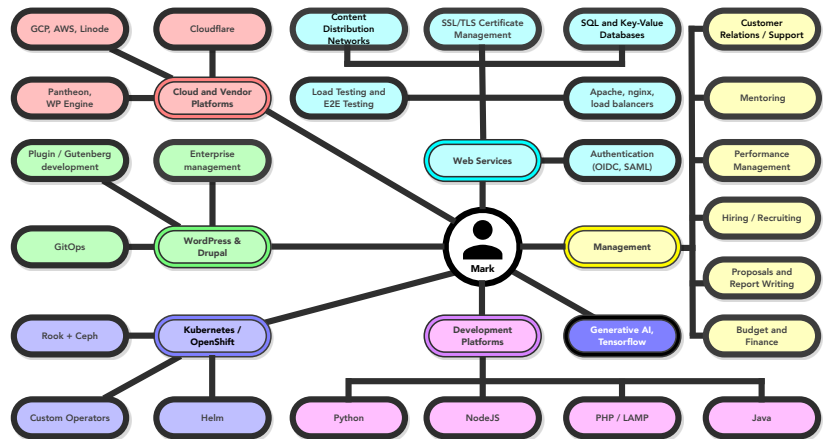 GCP, AWS, Linode
Cloudflare
Content
Distribution
Networks
SSL/TLS Certificate
Management
SQL and Key-Value
Databases
Customer
Relations / Support
Pantheon,
WP Engine
Cloud and Vendor
Platforms
Load Testing and
E2E Testing
Apache, nginx,
load balancers
Mentoring
Plugin / Gutenberg
development
Enterprise
management
Web Services
Authentication
(OIDC, SAML)
Performance
Management
Hiring / Recruiting
GitOps
WordPress &
Drupal
Mark
Management
Proposals and
Report Writing
Rook + Ceph
Kubernetes /
OpenShift
Development
Platforms
Generative AI,
Tensorflow
Budget and
Finance
Custom Operators
Helm
Python
NodeJS
PHP / LAMP
Java